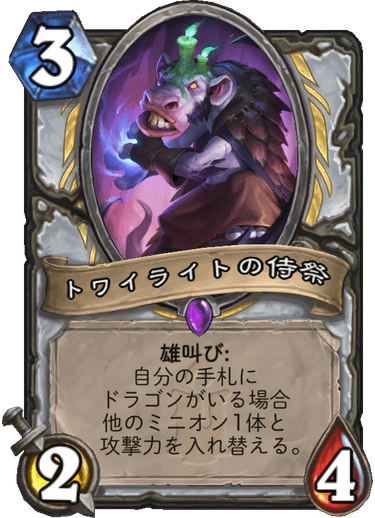 3
トワイライトの侍祭
雄叫び:
自分の手札に
ドラゴンがいる場合
他のミニオン1体と
攻撃力を入れ替える。
2
4